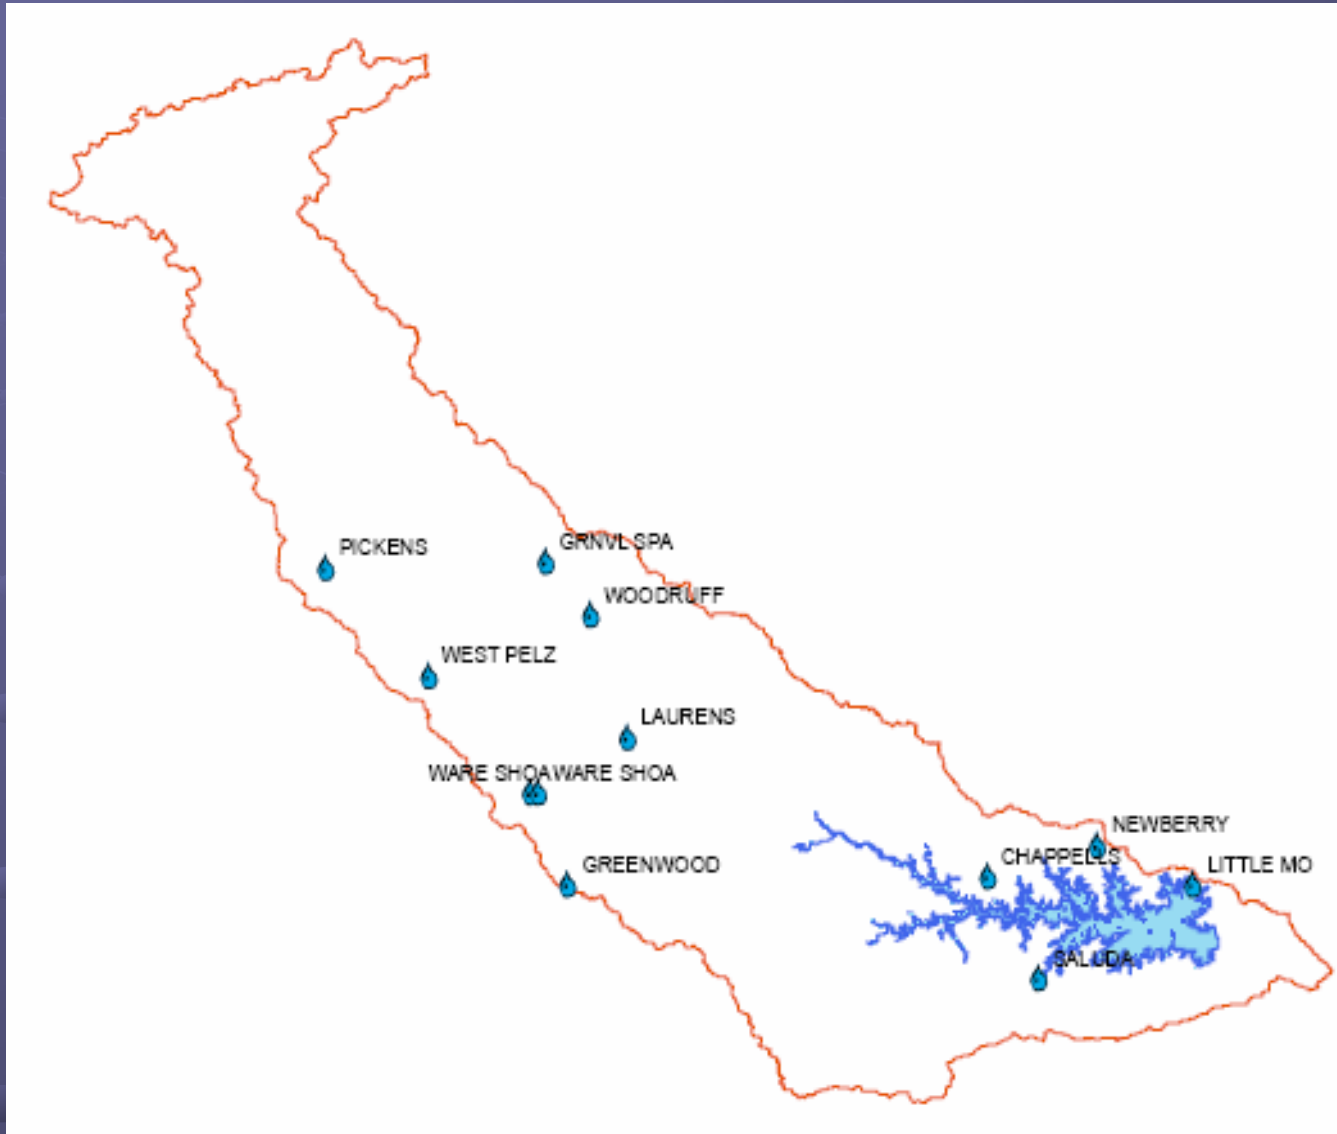 GRNVL SPA
PICKENS
WOODRUFF
WEST PELZ
LAURENS
WARE SHOA WARE SHOA
NEWBERRY
CHAPPELLS
GREENWOOD
LITTLE MO
SALUDA